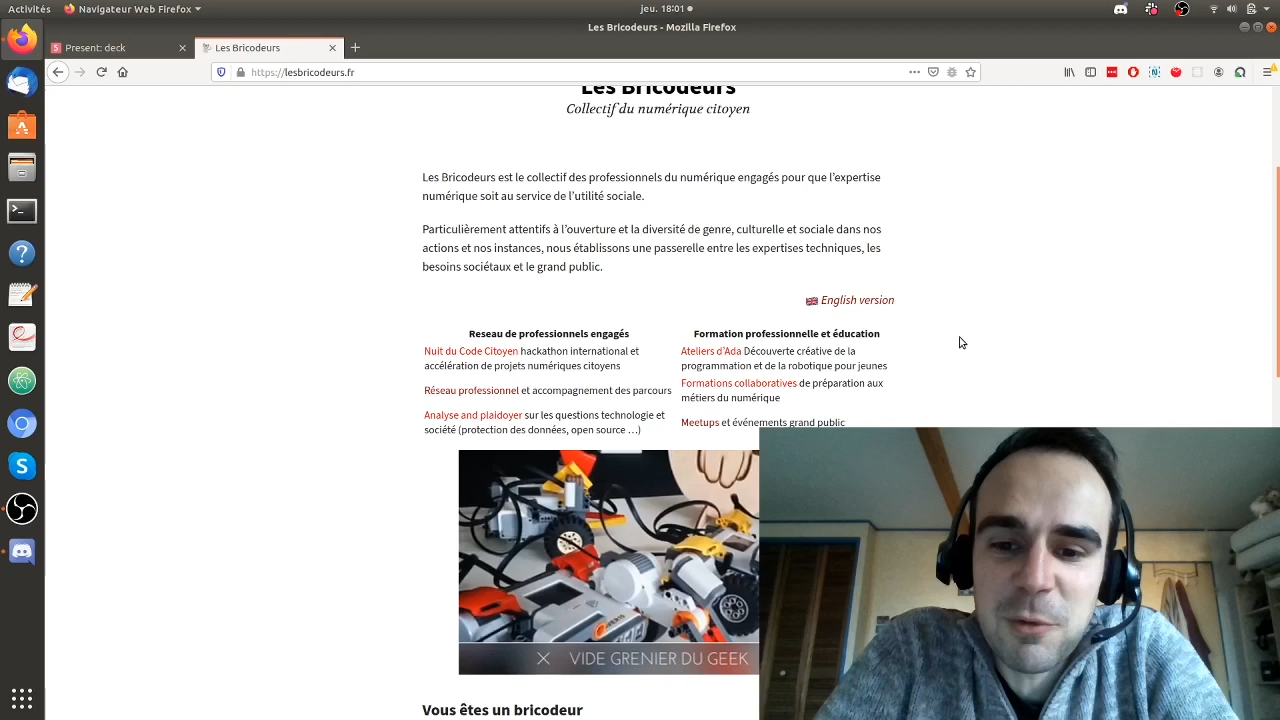 Activités
Navigateur Web Firefox
jeu. 18:01
Les Bricodeurs - Mozilla Firefox
Present: deck
Les Bricodeurs
https://lesbricodeurs.fr
Les Bricodeurs
Collectif du numérique citoyen
Les Bricodeurs est le collectif des professionnels du numérique engagés pour que l’expertise
numérique soit au service de l’utilité sociale.
Particulièrement attentifs à l’ouverture et la diversité de genre, culturelle et sociale dans nos
actions et nos instances, nous établissons une passerelle entre les expertises techniques, les
besoins sociétaux et le grand public.
English version
Reseau de professionnels engagés
Nuit du Code Citoyen hackathon international et
accélération de projets numériques citoyens
Réseau professionnel et accompagnement des parcours
Analyse and plaidoyer sur les questions technologie et
société (protection des données, open source ...)
Formation professionnelle et éducation
Ateliers d’Ada Découverte créative de la
programmation et de la robotique pour jeunes
Formations collaboratives de préparation aux
métiers du numérique
Meetups et événements grand public
VIDE GRENIER DU GEEK
Vous êtes un bricodeur